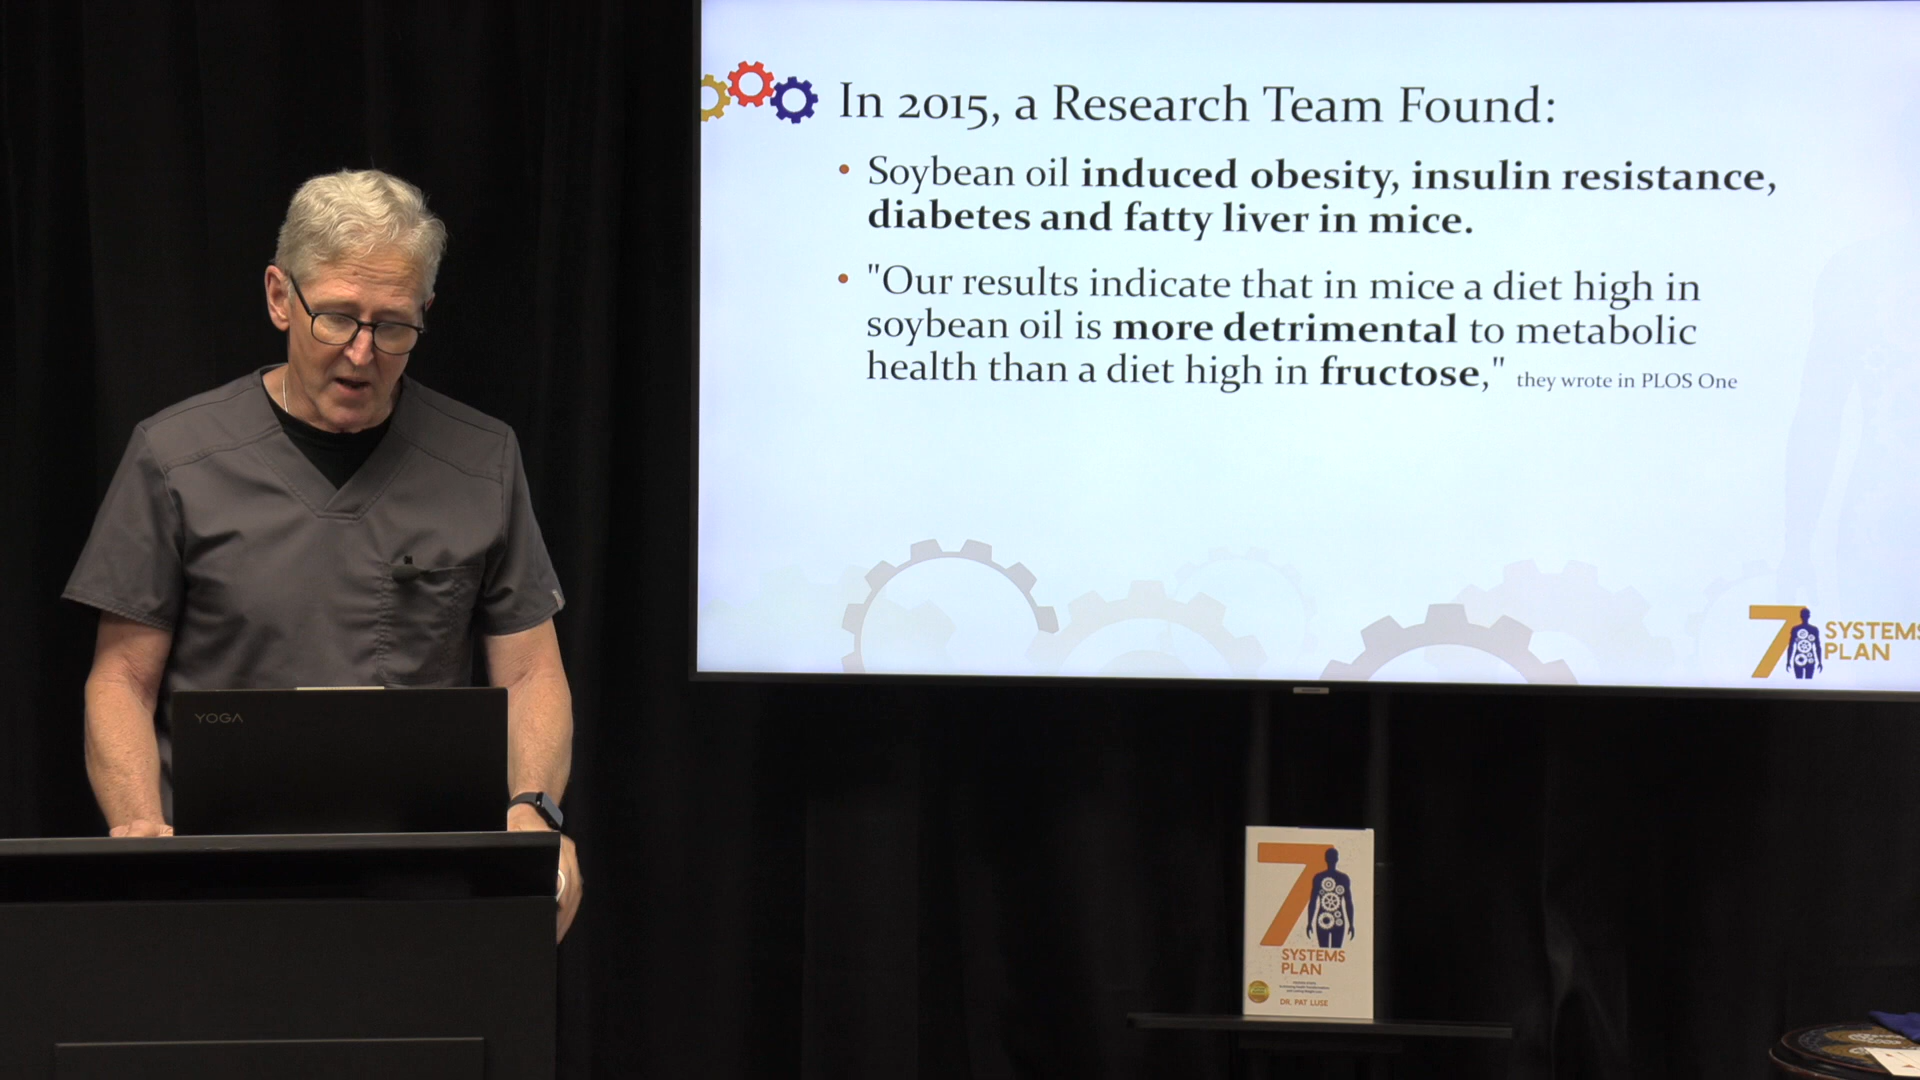 In 2015, a Research Team Found:
• Soybean oil induced obesity, insulin resistance,
diabetes and fatty liver in mice.
• "Our results indicate that in mice a diet high in
soybean oil is more detrimental to metabolic
health than a diet high in fructose," they wrote in PLOS One
7 SYSTEMS
PLAN
YOGA
7
SYSTEMS
PLAN
DR. PAT LUSE